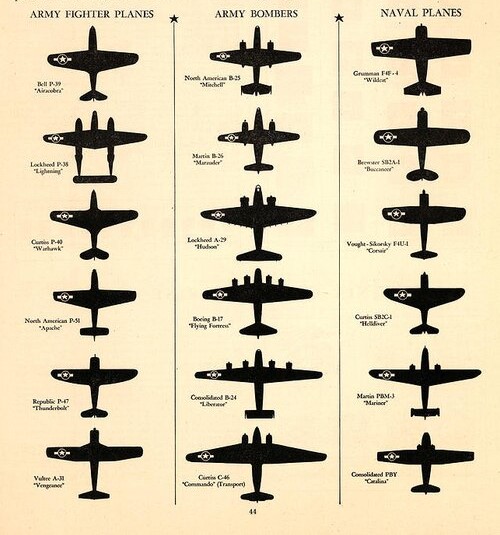 ARMY FIGHTER PLANES
Bell P-39
"Airacobra"
Lockheed P-38
"Lightning"
Curtiss P-40
"Warhawk"
North American P-51
"Apache"
Republic P-47
"Thunderbolt"
Vultee A-31
"Vengeance"
ARMY BOMBERS
North American B-25
"Mitchell"
Martin B-26
"Marauder"
Lockheed A-29
"Hudson"
Boeing B-17
"Flying Fortress"
Consolidated B-24
"Liberator"
Curtiss C-46
"Commando" (Transport)
NAVAL PLANES
Grumman F4F-4
"Wildcat"
Brewster SB2A-1
"Buccaneer"
Vought-Sikorsky F4U-1
"Corsair"
Curtiss SB2C-1
"Helldiver"
Martin PBM-3
"Mariner"
Consolidated PBY
"Catalina"
44